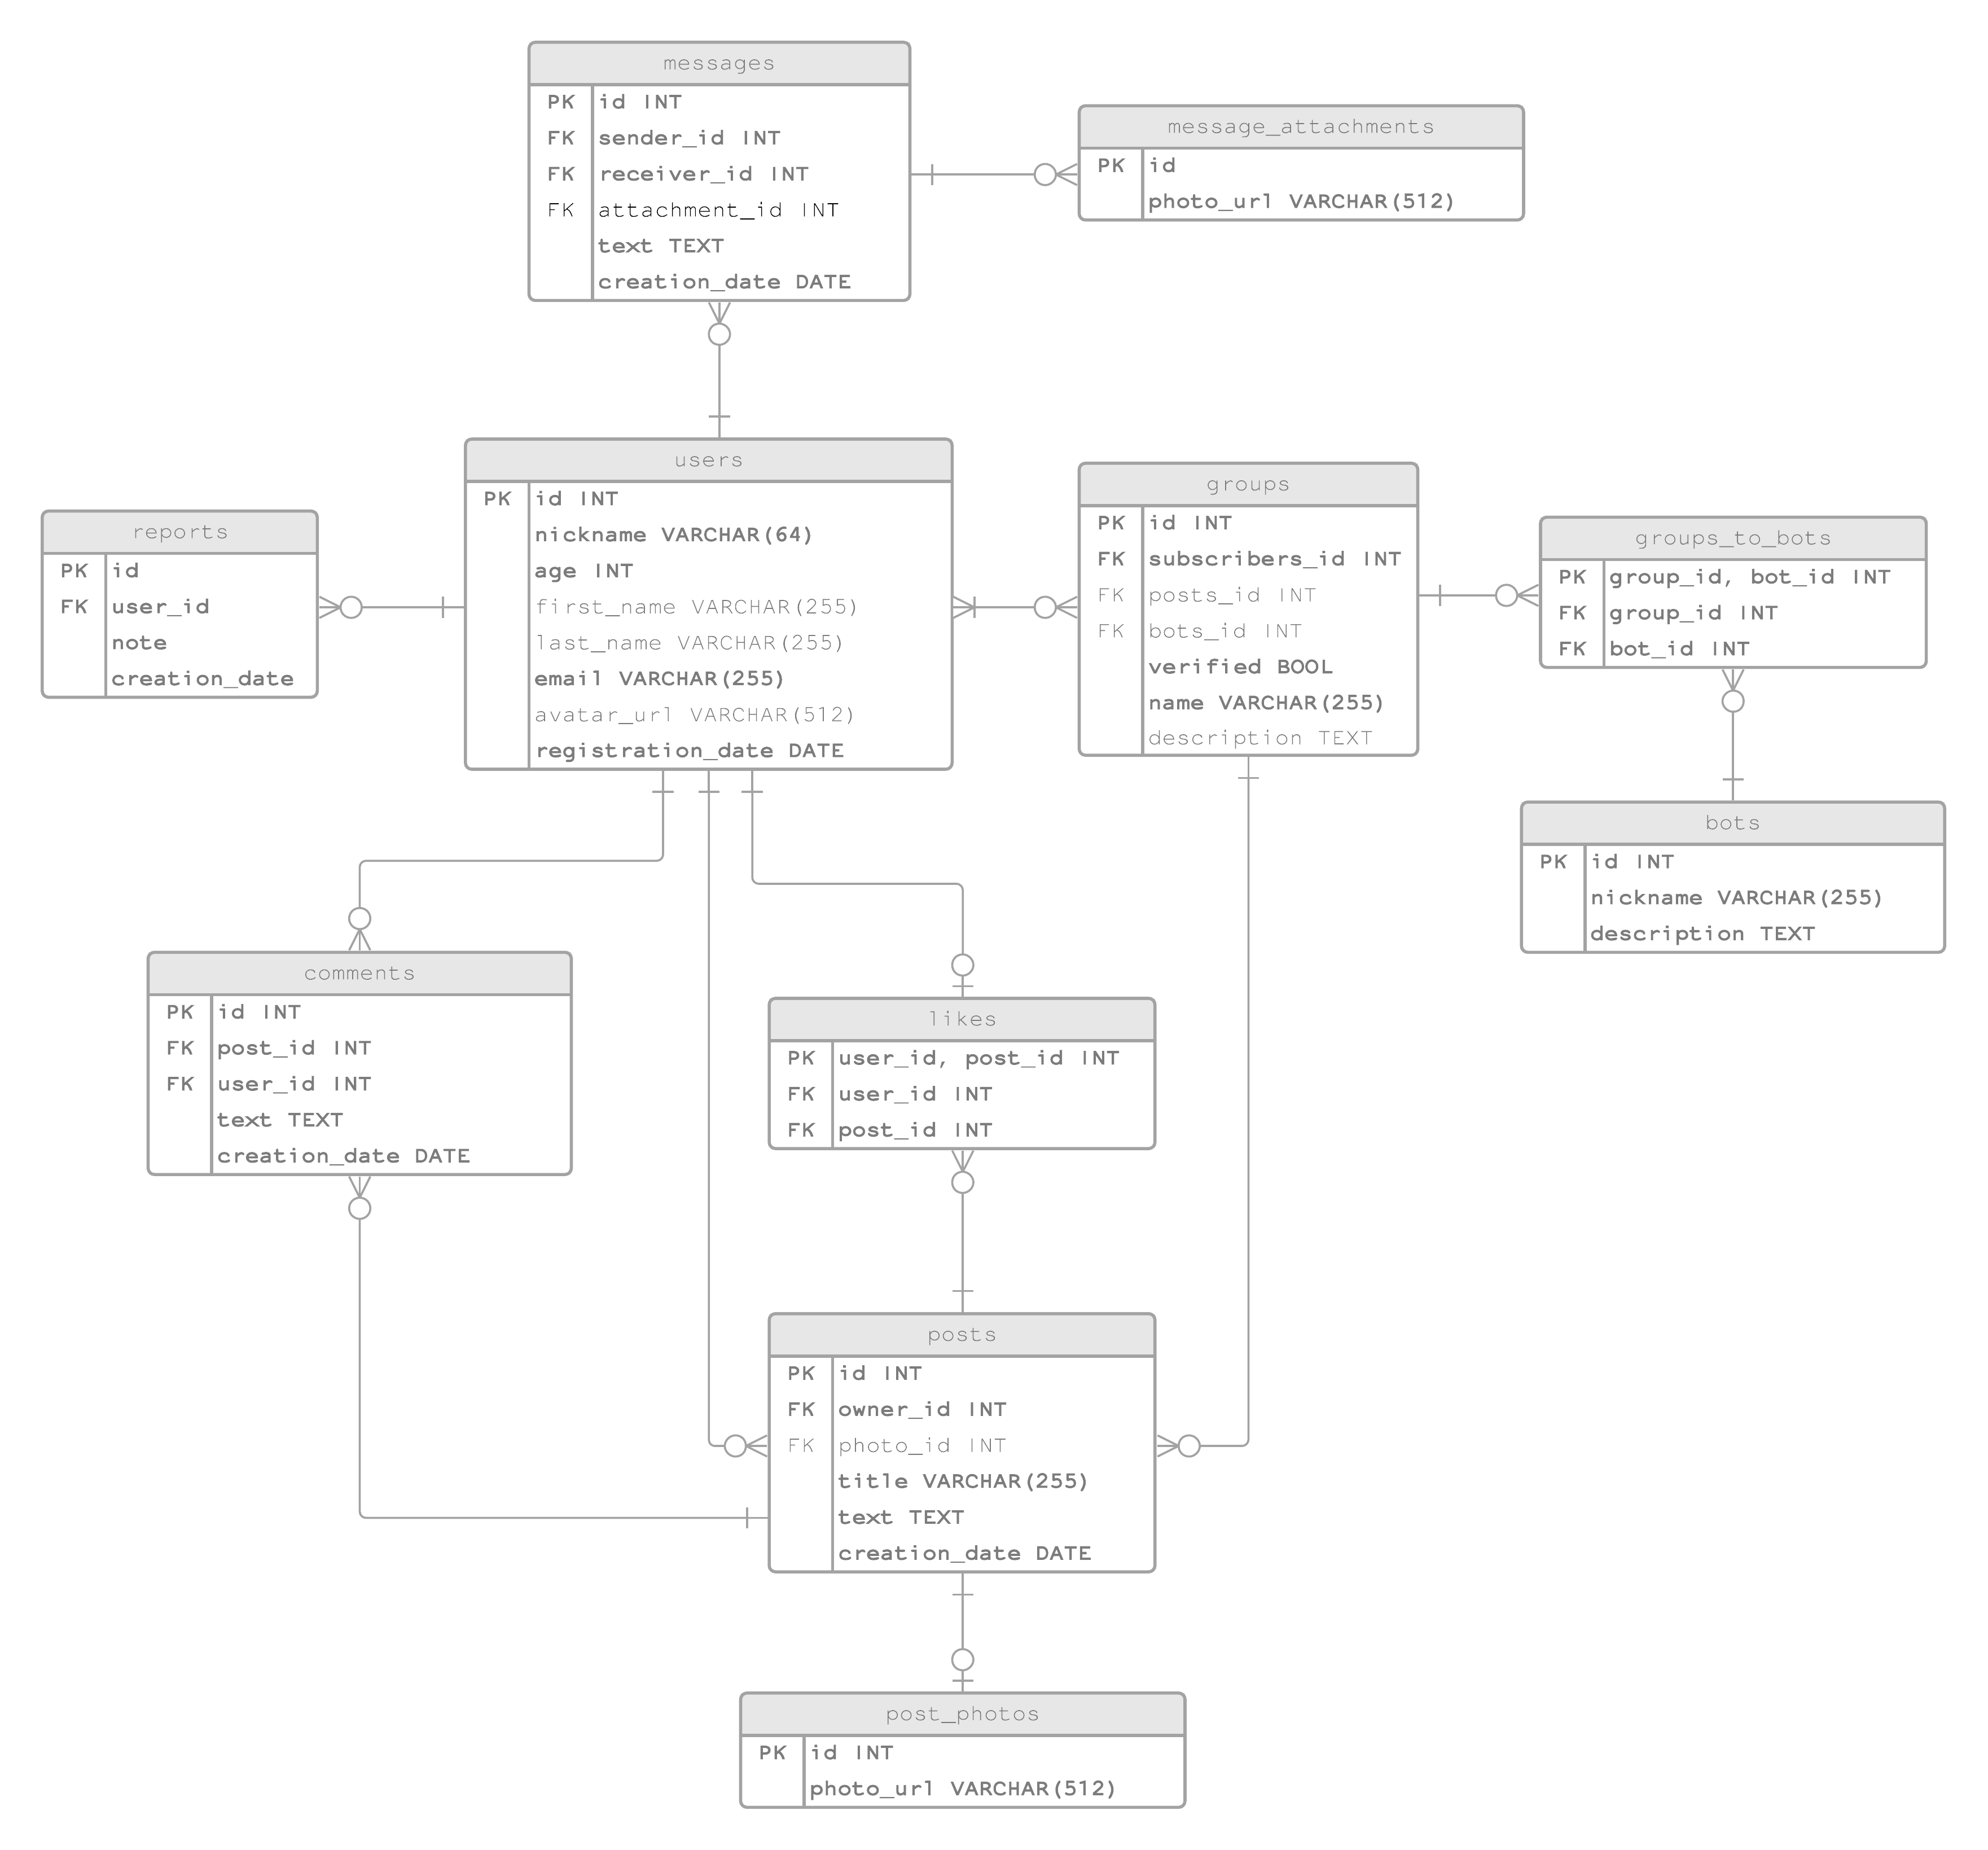 messages
PK id INT
FK sender_id INT
FK receiver_id INT
FK attachment_id INT
text TEXT
creation_date DATE
message_attachments
PK id
photo_url VARCHAR(512)
users
PK id INT
nickname VARCHAR(64)
age INT
first_name VARCHAR(255)
last_name VARCHAR(255)
email VARCHAR(255)
avatar_url VARCHAR(512)
registration_date DATE
groups
PK id INT
FK subscribers_id INT
FK posts_id INT
FK bots_id INT
verified BOOL
name VARCHAR(255)
description TEXT
reports
PK id
FK user_id
note
creation_date
groups_to_bots
PK group_id, bot_id INT
FK group_id INT
FK bot_id INT
bots
PK id INT
nickname VARCHAR(255)
description TEXT
comments
PK id INT
FK post_id INT
FK user_id INT
text TEXT
creation_date DATE
likes
PK user_id, post_id INT
FK user_id INT
FK post_id INT
posts
PK id INT
FK owner_id INT
FK photo_id INT
title VARCHAR(255)
text TEXT
creation_date DATE
post_photos
PK id INT
photo_url VARCHAR(512)